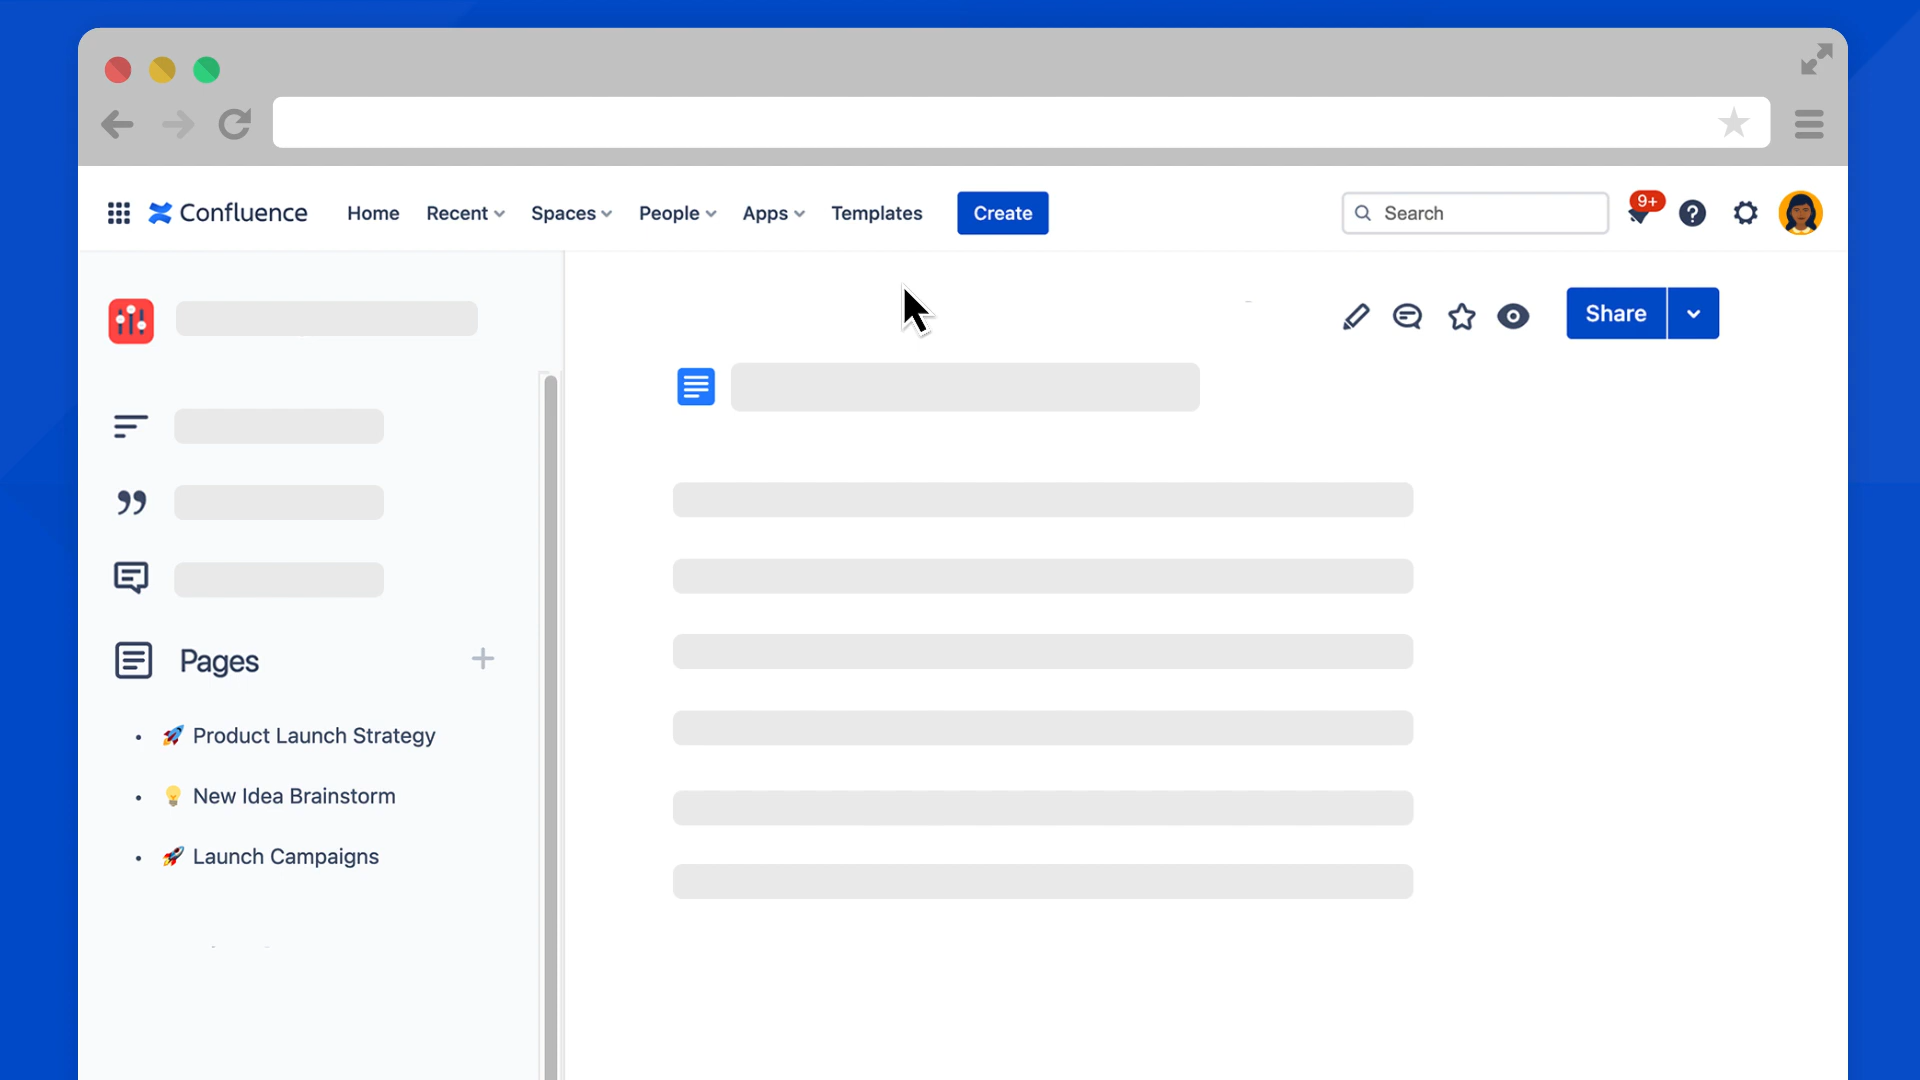 Confluence Home Recent Spaces People Apps Templates Create Search 9+ ?
Share
Pages
Product Launch Strategy
New Idea Brainstorm
Launch Campaigns